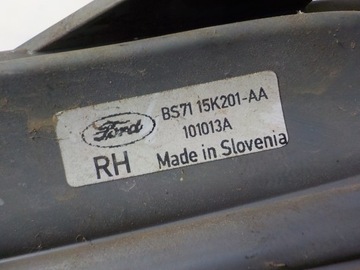 Ford
BS71 15K201-AA
101013A
RH Made in Slovenia